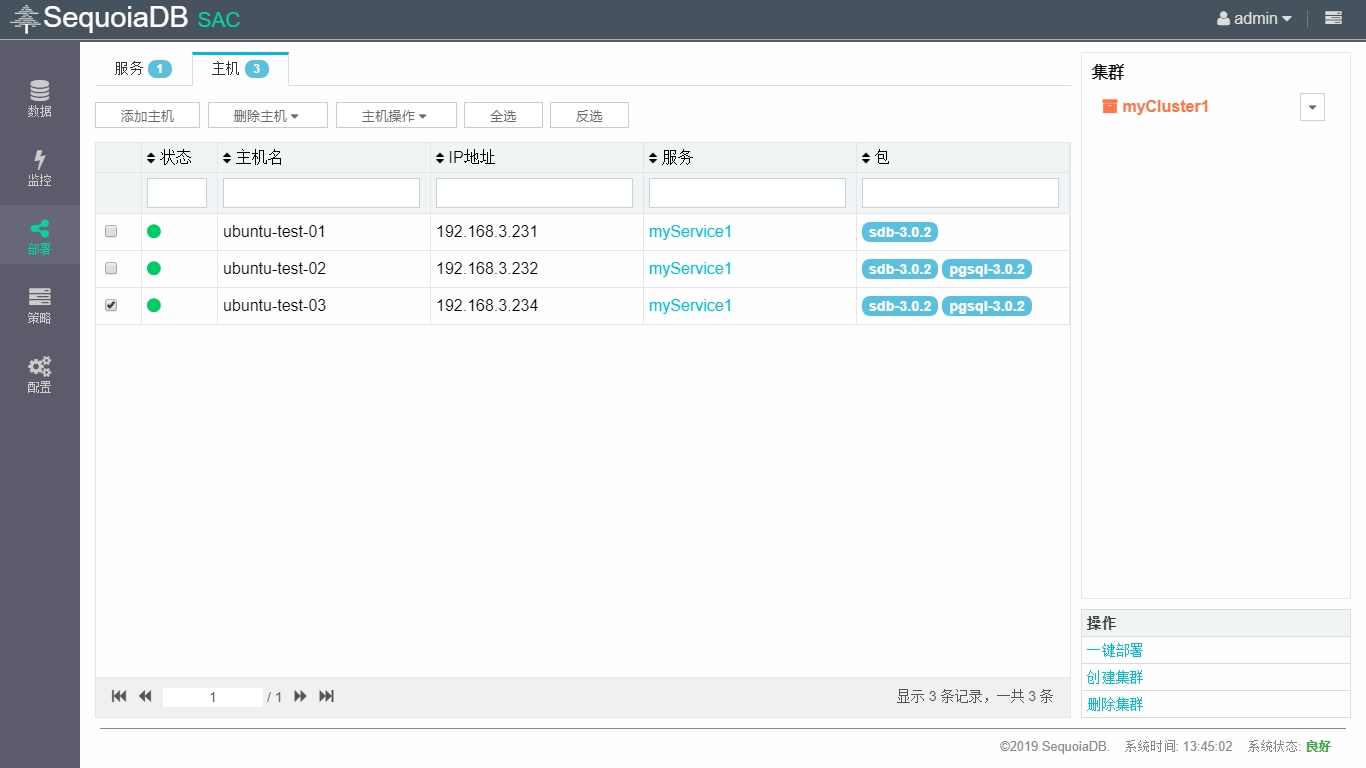 SequoiaDB SAC
admin
数据
监控
部署
策略
配置
服务 1
主机 3
添加主机 删除主机 主机操作 全选 反选
状态 主机名 IP地址 服务 包
ubuntu-test-01 192.168.3.231 myService1 sdb-3.0.2
ubuntu-test-02 192.168.3.232 myService1 sdb-3.0.2 pgsql-3.0.2
ubuntu-test-03 192.168.3.234 myService1 sdb-3.0.2 pgsql-3.0.2
1 / 1
显示 3 条记录，一共 3 条
集群
myCluster1
操作
一键部署
创建集群
删除集群
©2019 SequoiaDB. 系统时间: 13:45:02 系统状态: 良好